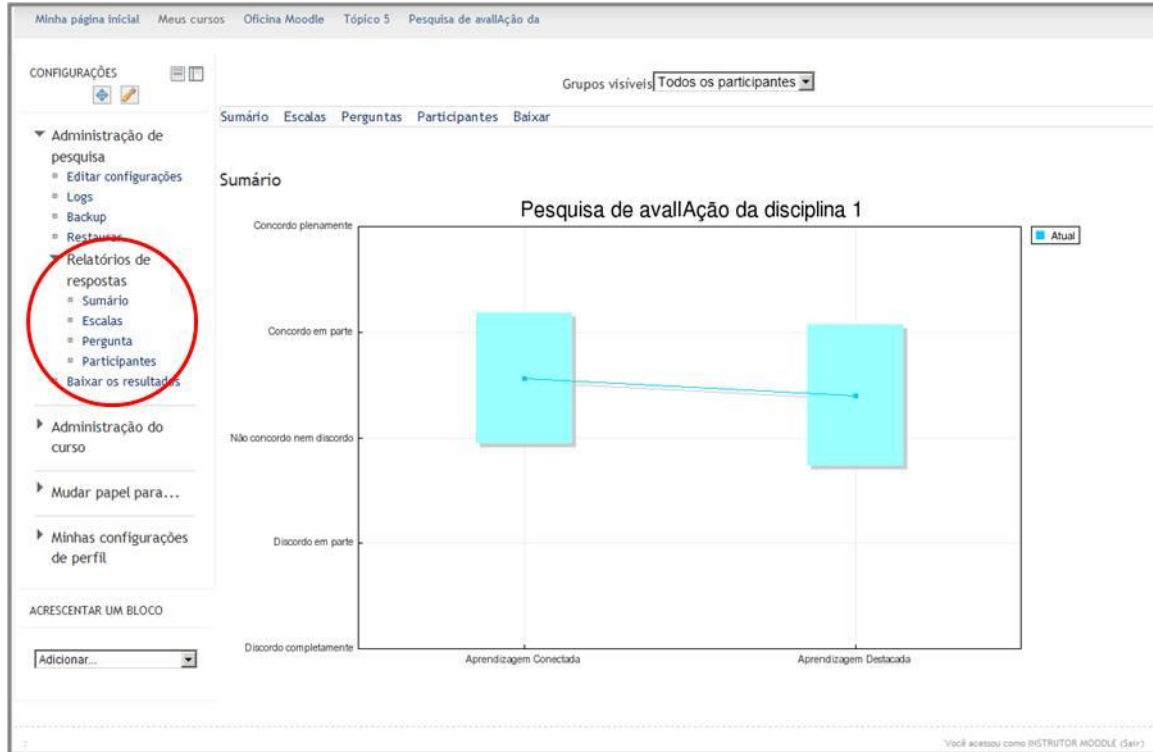 Minha página inicial Meus cursos Oficina Moodle Tópico 5 Pesquisa de avalIAção da
CONFIGURAÇÕES
Administração de
pesquisa
Editar configurações
Logs
Backup
Restaurar
Relatórios de
respostas
Sumário
Escalas
Pergunta
Participantes
Baixar os resultados
Administração do
curso
Mudar papel para...
Minhas configurações
de perfil
ACRESCENTAR UM BLOCO
Adicionar...
Grupos visíveis Todos os participantes
Sumário Escalas Perguntas Participantes Baixar
Sumário
Pesquisa de avalIAção da disciplina 1
Atual
Concordo plenamente
Concordo em parte
Não concordo nem discordo
Discordo em parte
Discordo completamente
Aprendizagem Conectada Aprendizagem Destacada
Você acessou como INSTRUTOR MOODLE (Sair)